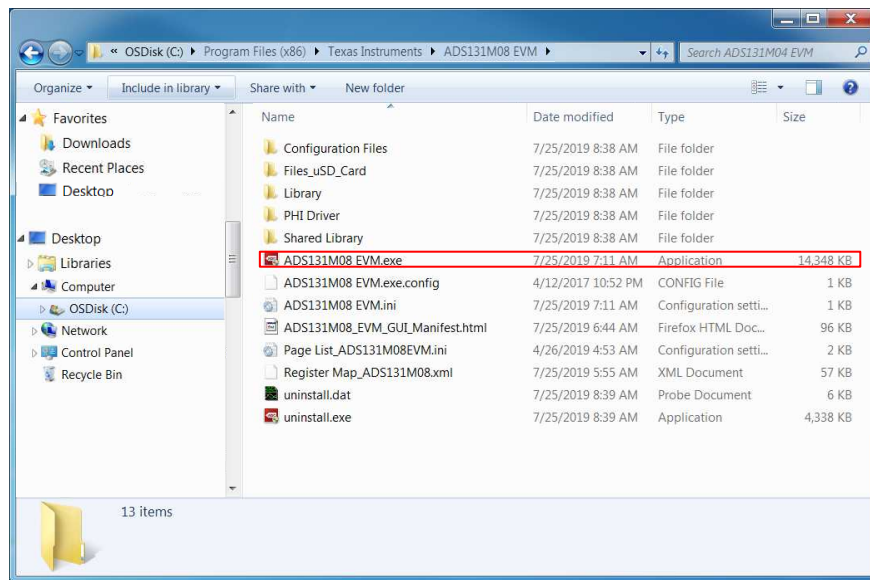 « OSDisk (C:) ▸ Program Files (x86) ▸ Texas Instruments ▸ ADS131M08 EVM ▸ Search ADS131M04 EVM
Organize Include in library Share with New folder
Favorites
Downloads
Recent Places
Desktop
Desktop
Libraries
Computer
OSDisk (C:)
Network
Control Panel
Recycle Bin
Name Date modified Type Size
Configuration Files 7/25/2019 8:38 AM File folder
Files_uSD_Card 7/25/2019 8:38 AM File folder
Library 7/25/2019 8:38 AM File folder
PHI Driver 7/25/2019 8:38 AM File folder
Shared Library 7/25/2019 8:38 AM File folder
ADS131M08 EVM.exe 7/25/2019 7:11 AM Application 14,348 KB
ADS131M08 EVM.exe.config 4/12/2017 10:52 PM CONFIG File 1 KB
ADS131M08 EVM.ini 7/25/2019 7:11 AM Configuration setti... 1 KB
ADS131M08_EVM_GUI_Manifest.html 7/25/2019 6:44 AM Firefox HTML Doc... 96 KB
Page List_ADS131M08EVM.ini 4/26/2019 4:53 AM Configuration setti... 2 KB
Register Map_ADS131M08.xml 7/25/2019 5:55 AM XML Document 57 KB
uninstall.dat 7/25/2019 8:39 AM Probe Document 6 KB
uninstall.exe 7/25/2019 8:39 AM Application 4,338 KB
13 items